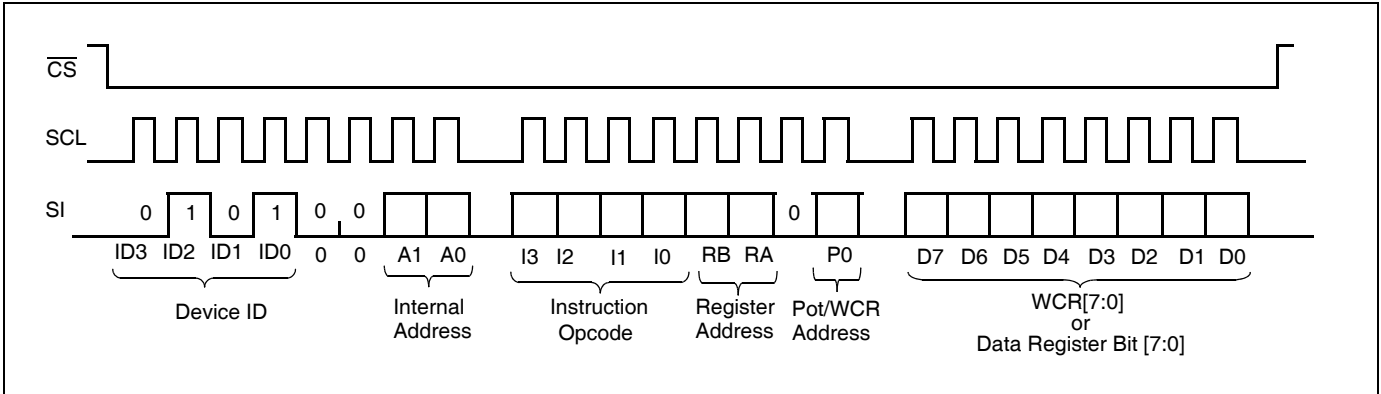 CS
SCL
SI
0 1 0 1 0 0 0
ID3 ID2 ID1 ID0 0 0 A1 A0 I3 I2 I1 I0 RB RA P0 D7 D6 D5 D4 D3 D2 D1 D0
Device ID
Internal
Address
Instruction
Opcode
Register
Address
Pot/WCR
Address
WCR[7:0]
or
Data Register Bit [7:0]